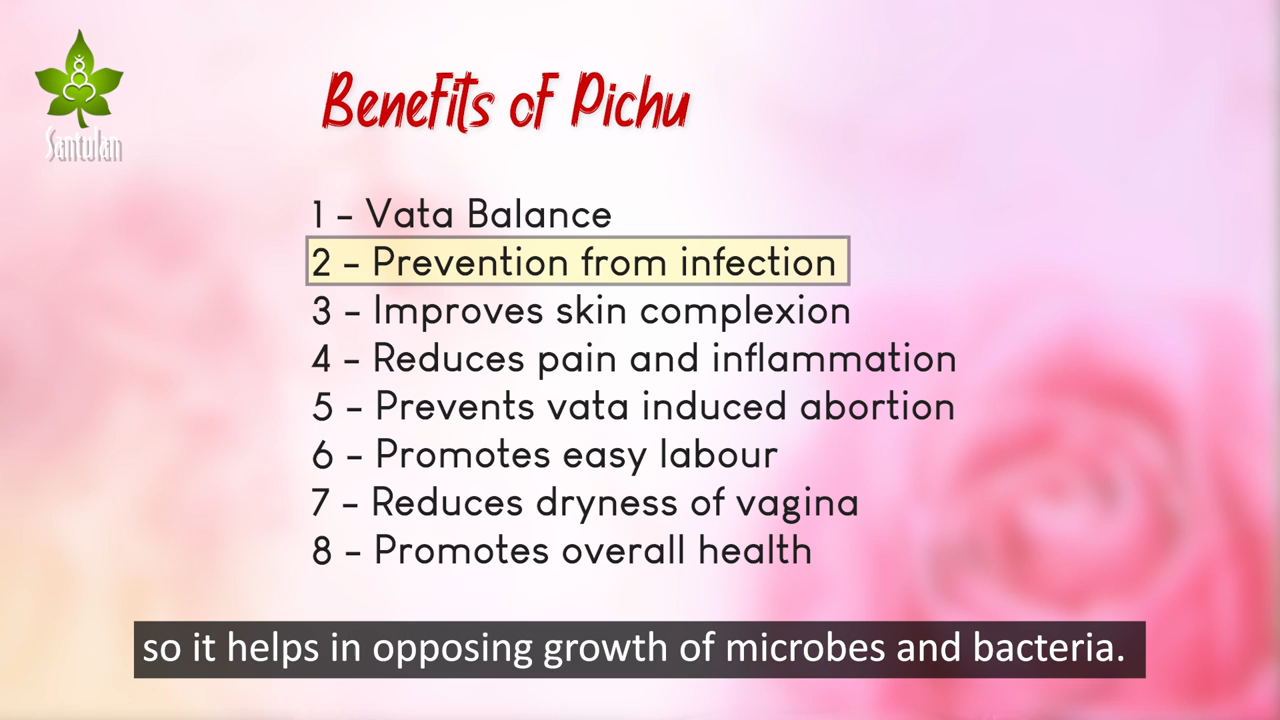 Santulan
Benefits of Pichu
1 - Vata Balance
2 - Prevention from infection
3 - Improves skin complexion
4 - Reduces pain and inflammation
5 - Prevents vata induced abortion
6 - Promotes easy labour
7 - Reduces dryness of vagina
8 - Promotes overall health
so it helps in opposing growth of microbes and bacteria.